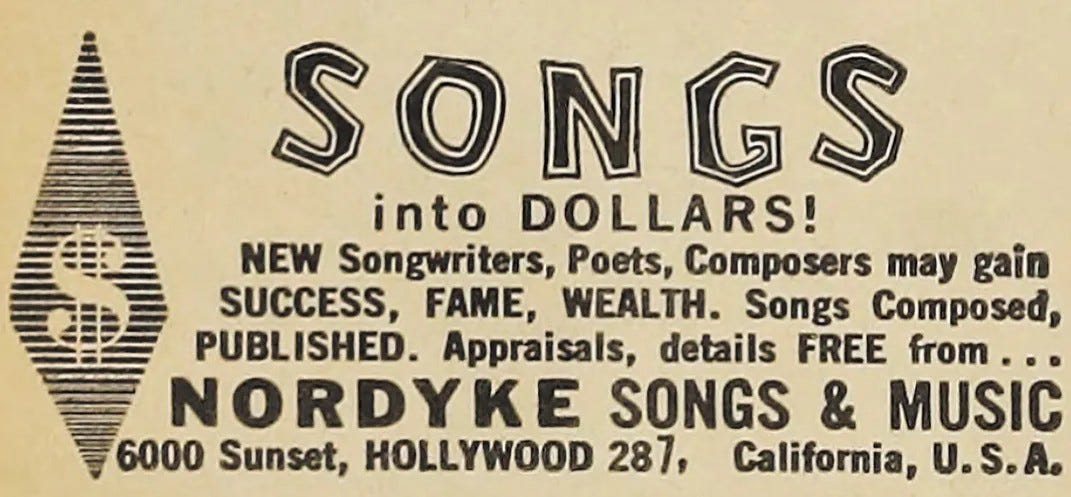 SONGS
into DOLLARS!
NEW Songwriters, Poets, Composers may gain
SUCCESS, FAME, WEALTH. Songs Composed,
PUBLISHED. Appraisals, details FREE from...
NORDYKE SONGS & MUSIC
6000 Sunset, HOLLYWOOD 287, California, U.S.A.
$